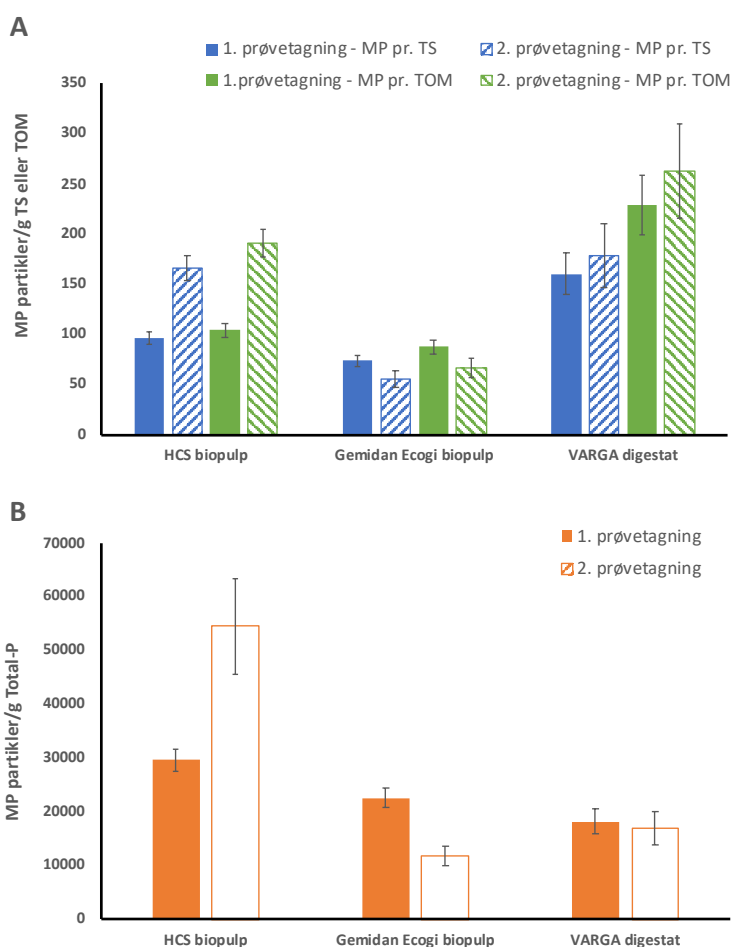 A
1. prøvetagning - MP pr. TS
2. prøvetagning - MP pr. TS
1.prøvetagning - MP pr. TOM
2. prøvetagning - MP pr. TOM
MP partikler/g TS eller TOM
350
300
250
200
150
100
50
0
HCS biopulp
Gemidan Ecogi biopulp
VARGA digestat
B
1. prøvetagning
2. prøvetagning
MP partikler/g Total-P
70000
60000
50000
40000
30000
20000
10000
0
HCS biopulp
Gemidan Ecogi biopulp
VARGA digestat